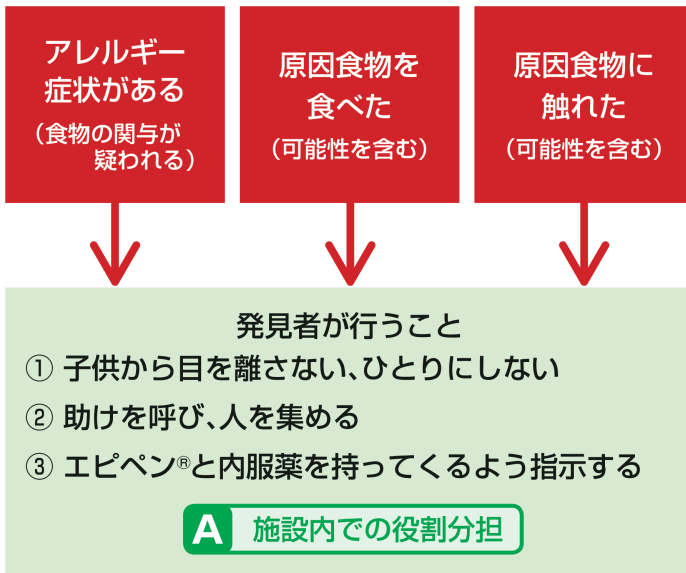 アレルギー
症状がある
（食物の関与が
疑われる）
原因食物を
食べた
（可能性を含む）
原因食物に
触れた
（可能性を含む）
発見者が行うこと
① 子供から目を離さない、ひとりにしない
② 助けを呼び、人を集める
③ エピペン®と内服薬を持ってくるよう指示する
A 施設内での役割分担